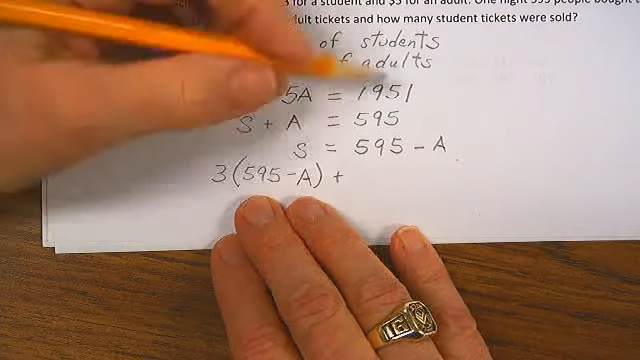 for a student and $5 for an adult. One night 595 people bought t
ult tickets and how many student tickets were sold?
of students
f adults
5A = 1951
S + A = 595
S = 595 - A
3(595 - A) +